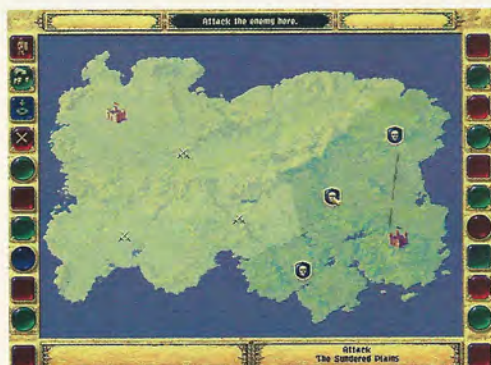 Attack the enemy here.
Attack
The Sundered Plains